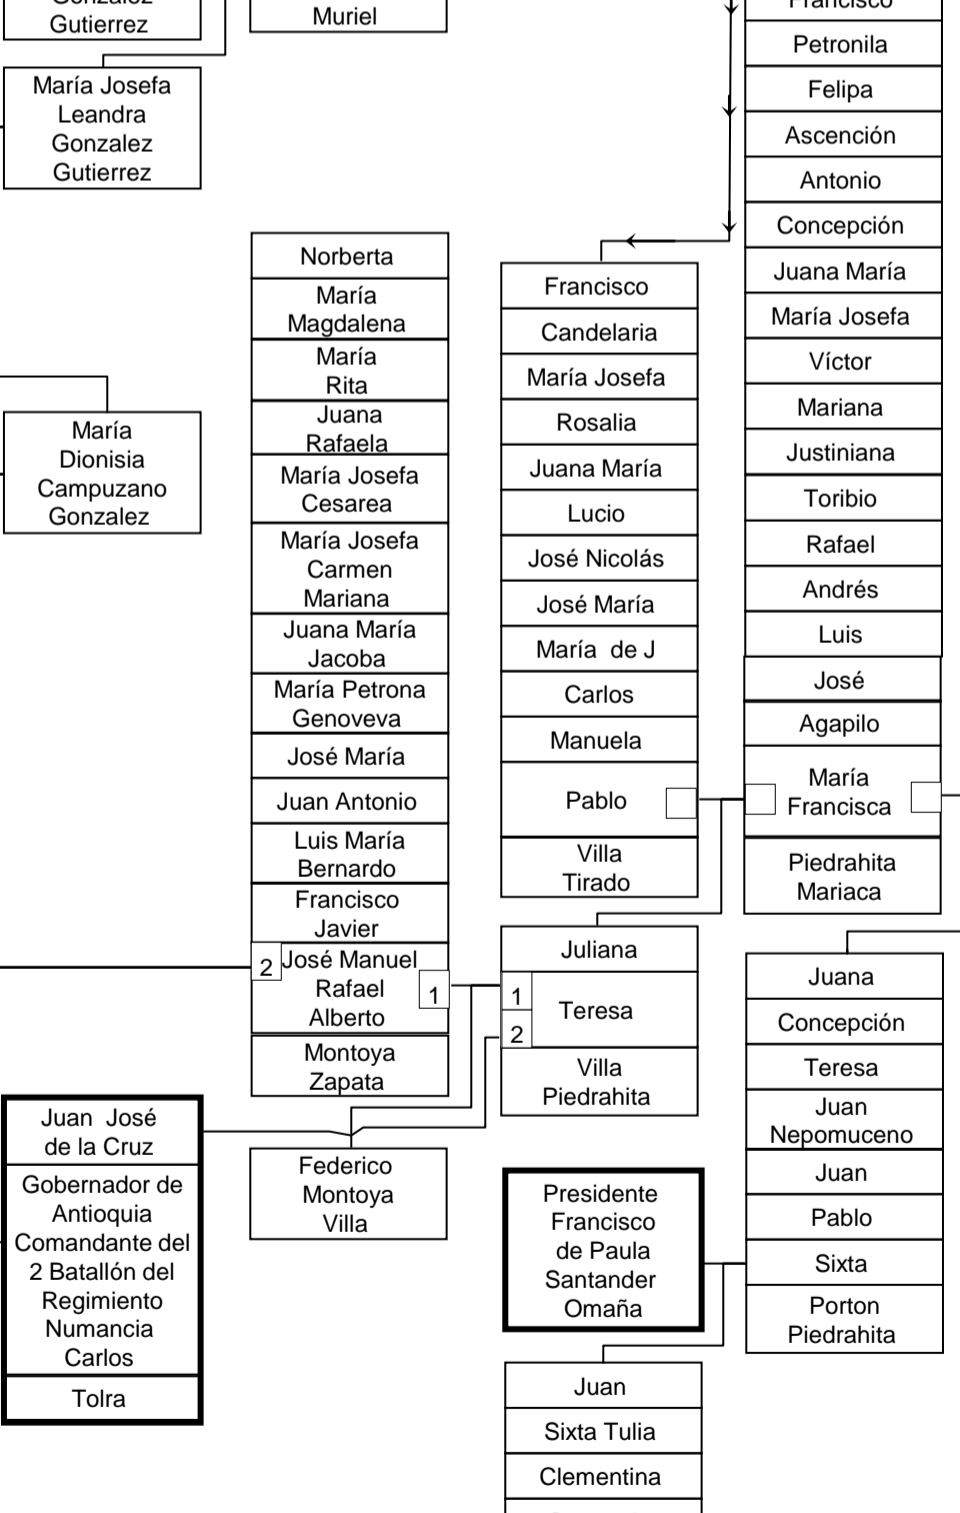 Gonzalez
Gutierrez
María Josefa
Leandra
Gonzalez
Gutierrez
María
Dionisia
Campuzano
Gonzalez
Juan José
de la Cruz
Gobernador de
Antioquia
Comandante del
2 Batallón del
Regimiento
Numancia
Carlos
Tolra
Muriel
Norberta
María
Magdalena
María
Rita
Juana
Rafaela
María Josefa
Cesarea
María Josefa
Carmen
Mariana
Juana María
Jacoba
María Petrona
Genoveva
José María
Juan Antonio
Luis María
Bernardo
Francisco
Javier
2 José Manuel
Rafael 1
Alberto
Montoya
Zapata
Federico
Montoya
Villa
Francisco
Candelaria
María Josefa
Rosalia
Juana María
Lucio
José Nicolás
José María
María de J
Carlos
Manuela
Pablo
Villa
Tirado
Juliana
1
Teresa
2
Villa
Piedrahita
Presidente
Francisco
de Paula
Santander
Omaña
Juan
Sixta Tulia
Clementina
Francisco
Petronila
Felipa
Ascención
Antonio
Concepción
Juana María
María Josefa
Víctor
Mariana
Justiniana
Toribio
Rafael
Andrés
Luis
José
Agapilo
María
Francisca
Piedrahita
Mariaca
Juana
Concepción
Teresa
Juan
Nepomuceno
Juan
Pablo
Sixta
Porton
Piedrahita